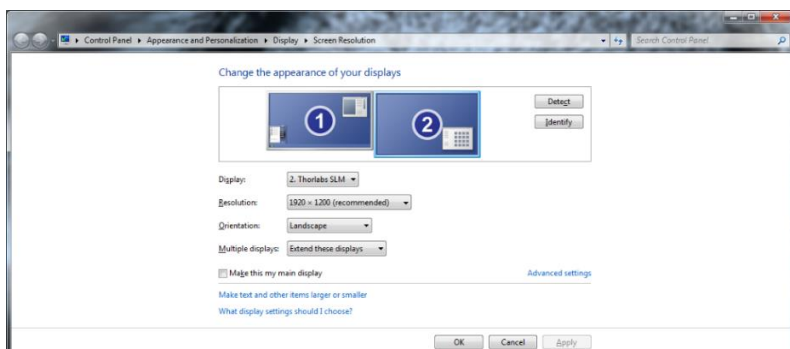 Control Panel ▸ Appearance and Personalization ▸ Display ▸ Screen Resolution
Search Control Panel
Change the appearance of your displays
1
2
Detect
Identify
Display: 2. Thorlabs SLM
Resolution: 1920 × 1200 (recommended)
Orientation: Landscape
Multiple displays: Extend these displays
Make this my main display
Advanced settings
Make text and other items larger or smaller
What display settings should I choose?
OK Cancel Apply